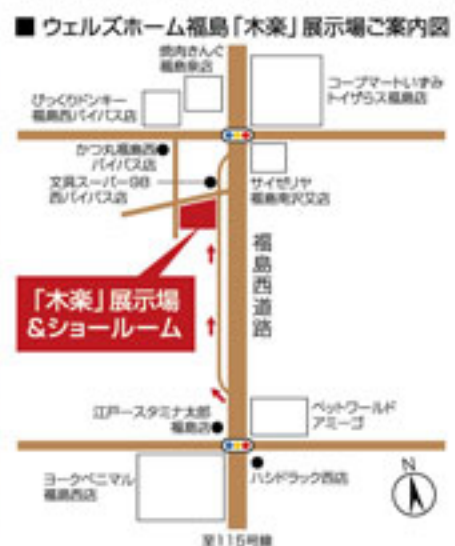 ■ ウェルズホーム福島「木楽」展示場ご案内図
焼肉きんぐ
福島泉店
コープマートいずみ
トイザらス福島店
びっくりドンキー
福島西バイパス店
かつ丸福島西
バイパス店
文具スーパーGB
西バイパス店
サイゼリヤ
福島南沢又店
福島西道路
「木楽」展示場
&ショールーム
江戸一スタミナ太郎
福島店
ペットワールド
アミーゴ
ヨークベニマル
福島西店
ハシドラッグ西店
N
至115号線